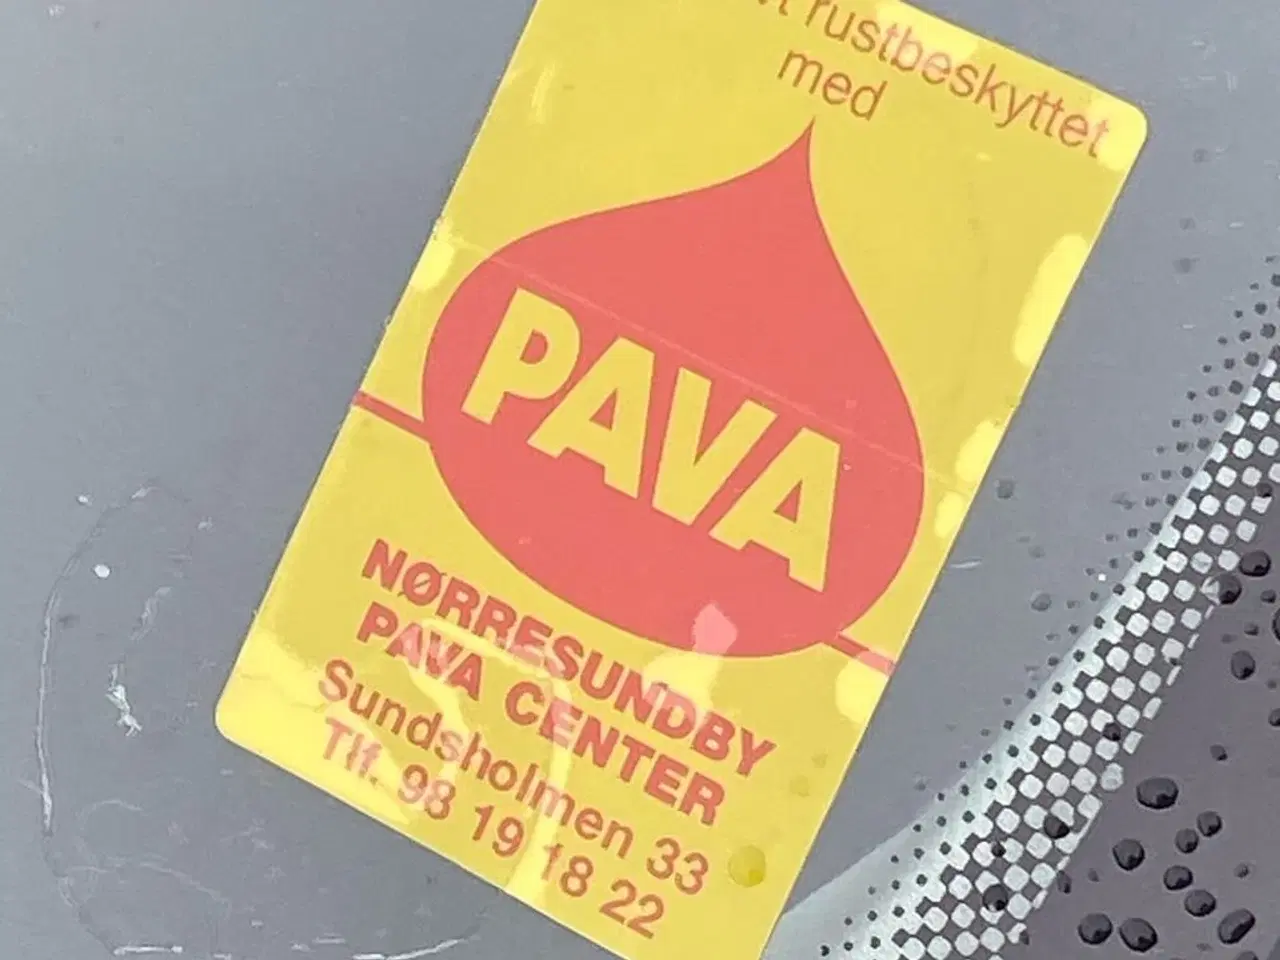 rustbeskyttet
med
PAVA
NØRRESUNDBY
PAVA CENTER
Sundsholmen 33
Tlf. 98 19 18 22